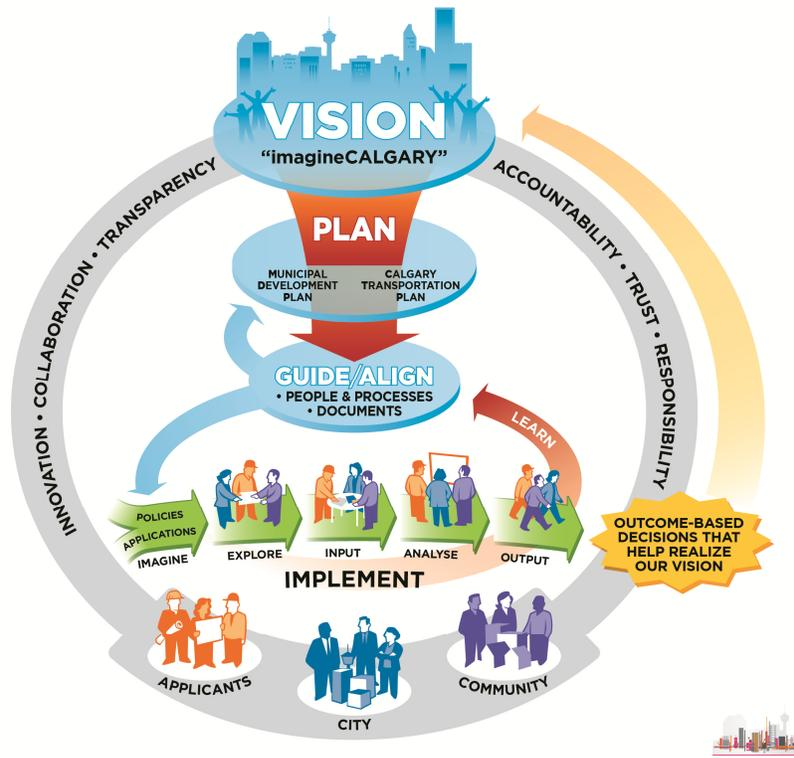 VISION
"imagineCALGARY"
INNOVATION • COLLABORATION • TRANSPARENCY
ACCOUNTABILITY • TRUST • RESPONSIBILITY
PLAN
MUNICIPAL
DEVELOPMENT
PLAN
CALGARY
TRANSPORTATION
PLAN
GUIDE/ALIGN
• PEOPLE & PROCESSES
• DOCUMENTS
LEARN
POLICIES
APPLICATIONS
IMAGINE
EXPLORE
INPUT
ANALYSE
OUTPUT
IMPLEMENT
OUTCOME-BASED
DECISIONS THAT
HELP REALIZE
OUR VISION
APPLICANTS
CITY
COMMUNITY